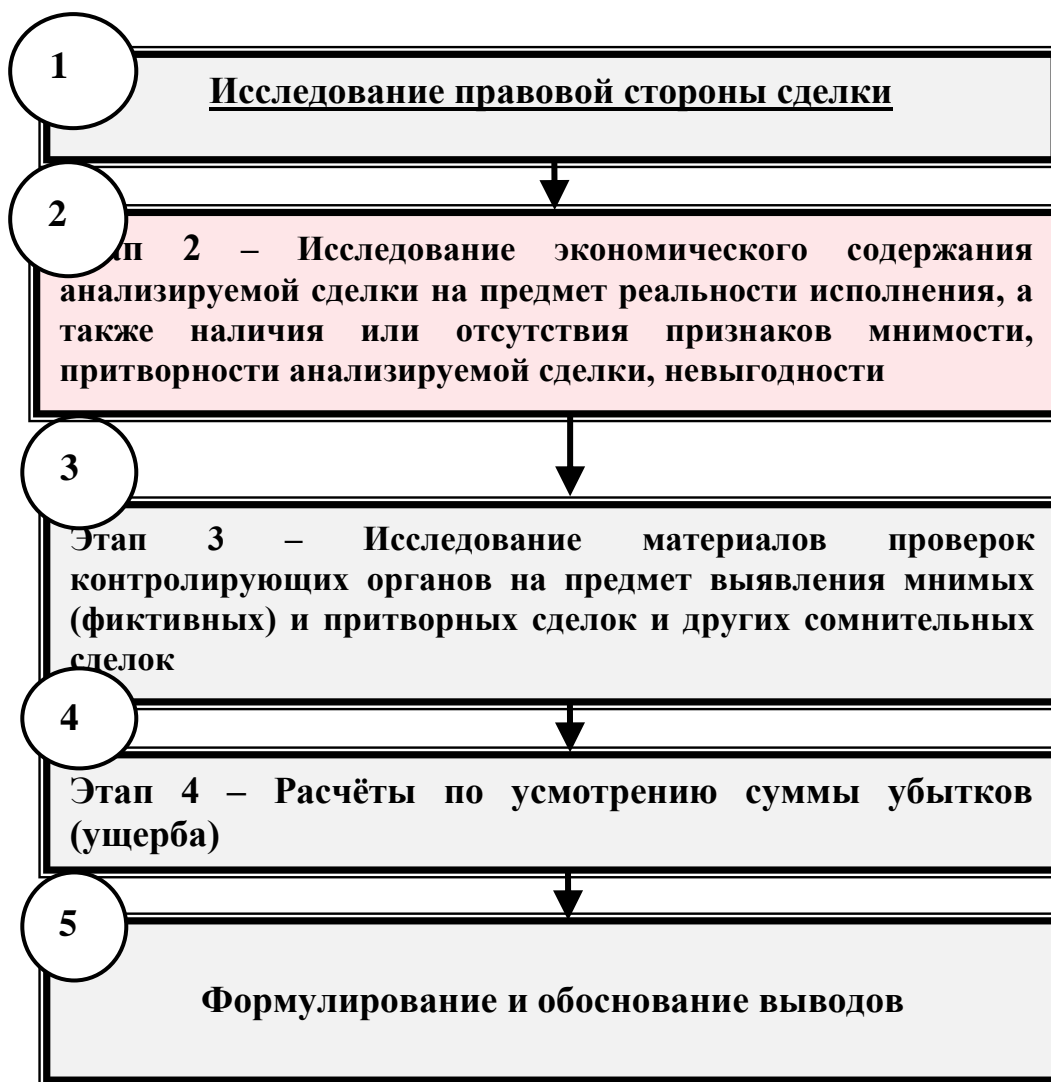 1
Исследование правовой стороны сделки
2
ап 2 – Исследование экономического содержания
анализируемой сделки на предмет реальности исполнения, а
также наличия или отсутствия признаков мнимости,
притворности анализируемой сделки, невыгодности
3
Этап 3 – Исследование материалов проверок
контролирующих органов на предмет выявления мнимых
(фиктивных) и притворных сделок и других сомнительных
сделок
4
Этап 4 – Расчёты по усмотрению суммы убытков
(ущерба)
5
Формулирование и обоснование выводов